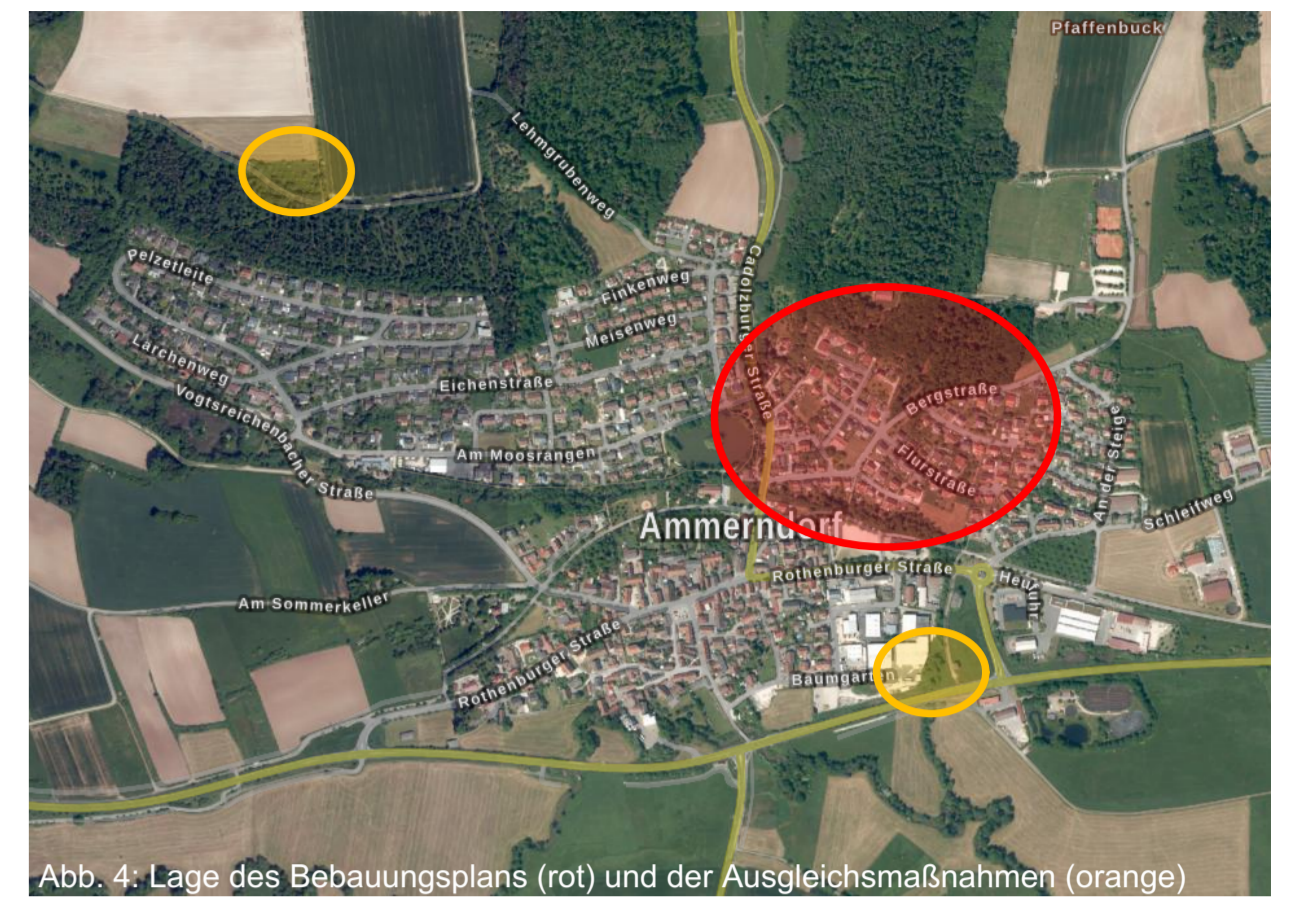 Pfaffenbuck
Lehmgrubenweg
Pelzetleite
Finkenweg
Cadolzburger Straße
Meisenweg
Lärchenweg
Eichenstraße
Bergstraße
Vogtsreichenbacher Straße
Am Moosrangen
Flurstraße
An der Steige
Schleifweg
Ammerndorf
Rothenburger Straße
Heufuhr
Am Sommerkeller
Rothenburger Straße
Baumgarten
Abb. 4: Lage des Bebauungsplans (rot) und der Ausgleichsmaßnahmen (orange)